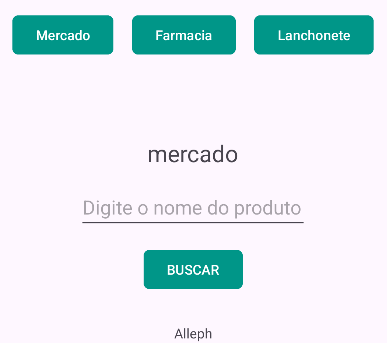 Mercado Farmacia Lanchonete
mercado
Digite o nome do produto
BUSCAR
Alleph